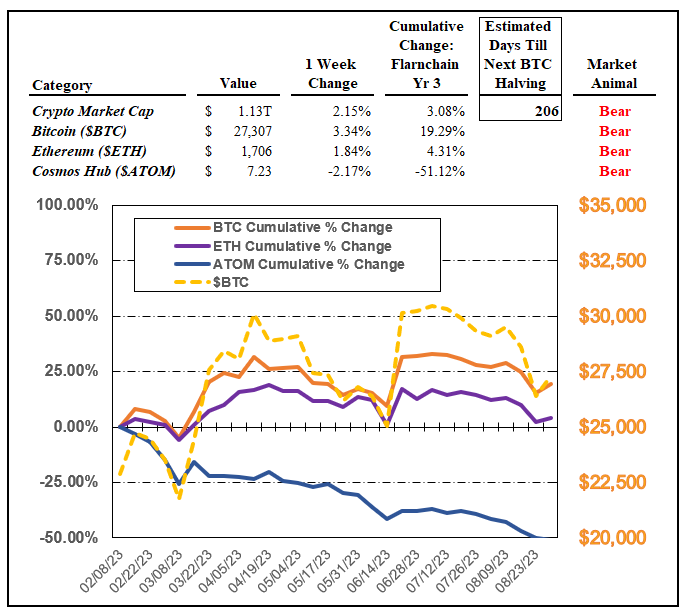 Cumulative Estimated
Change: Days Till
1 Week Flarnchain Next BTC Market
Category Value Change Yr 3 Halving Animal
Crypto Market Cap $ 1.13T 2.15% 3.08% 206 Bear
Bitcoin ($BTC) $ 27,307 3.34% 19.29% Bear
Ethereum ($ETH) $ 1,706 1.84% 4.31% Bear
Cosmos Hub ($ATOM) $ 7.23 -2.17% -51.12% Bear
100.00% $35,000
BTC Cumulative % Change
ETH Cumulative % Change
75.00% $32,500
ATOM Cumulative % Change
$BTC
50.00% $30,000
25.00% $27,500
0.00% $25,000
-25.00% $22,500
-50.00% $20,000
02/08/23 02/22/23 03/08/23 03/22/23 04/05/23 04/19/23 05/04/23 05/17/23 05/31/23 06/14/23 06/28/23 07/12/23 07/26/23 08/09/23 08/23/23